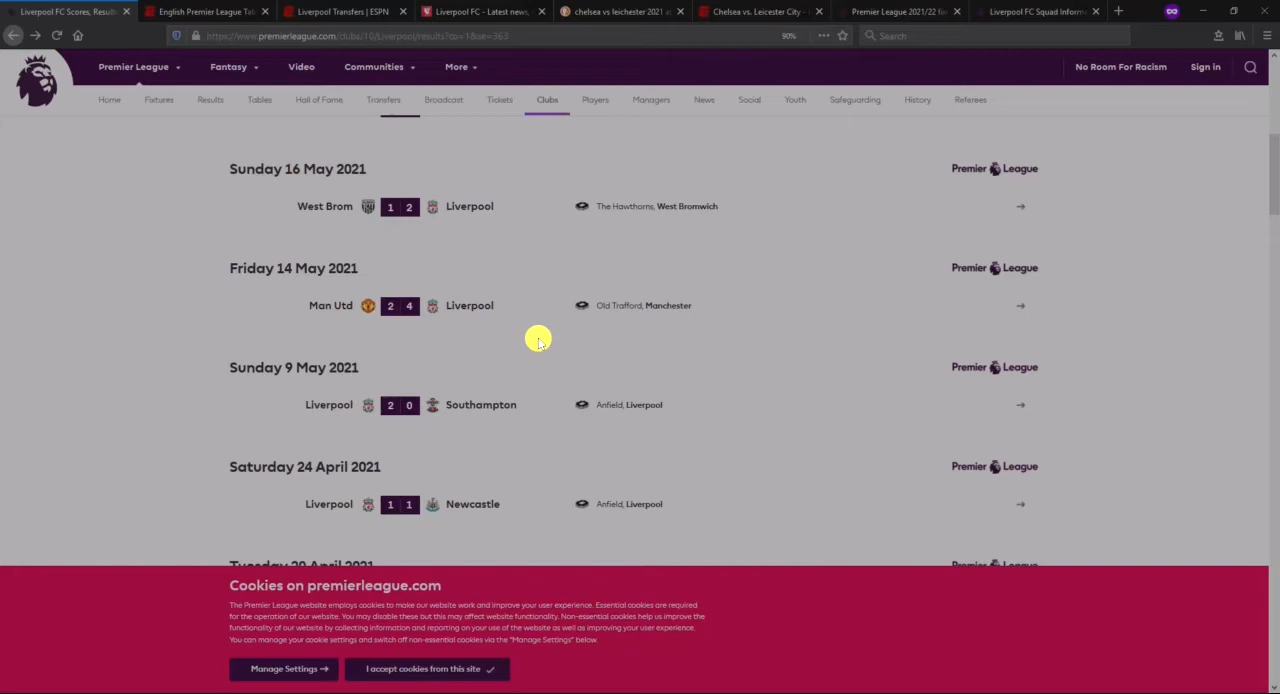 Liverpool FC Scores, Result
English Premier League Tab
Liverpool Transfers | ESPN
Liverpool FC - Latest news,
chelsea vs leichester 2021 at
Chelsea vs. Leicester City -
Premier League 2021/22 fix
Liverpool FC Squad Inform
https://www.premierleague.com/clubs/10/Liverpool/results?co=1&se=363
90%
Search
Premier League
Fantasy
Video
Communities
More
No Room For Racism
Sign in
Home
Fixtures
Results
Tables
Hall of Fame
Transfers
Broadcast
Tickets
Clubs
Players
Managers
News
Social
Youth
Safeguarding
History
Referees
Sunday 16 May 2021
Premier League
West Brom 1 2 Liverpool
The Hawthorns, West Bromwich
Friday 14 May 2021
Premier League
Man Utd 2 4 Liverpool
Old Trafford, Manchester
Sunday 9 May 2021
Premier League
Liverpool 2 0 Southampton
Anfield, Liverpool
Saturday 24 April 2021
Premier League
Liverpool 1 1 Newcastle
Anfield, Liverpool
Tuesday 20 April 2021
Premier League
Cookies on premierleague.com
The Premier League website employs cookies to make our website work and improve your user experience. Essential cookies are required
for the operation of our website. You may disable these but this may affect website functionality. Non-essential cookies help us improve the
functionality of our website by collecting information and reporting on your use of the website as well as improving your user experience.
You can manage your cookie settings and switch off non-essential cookies via the "Manage Settings" below.
Manage Settings →
I accept cookies from this site